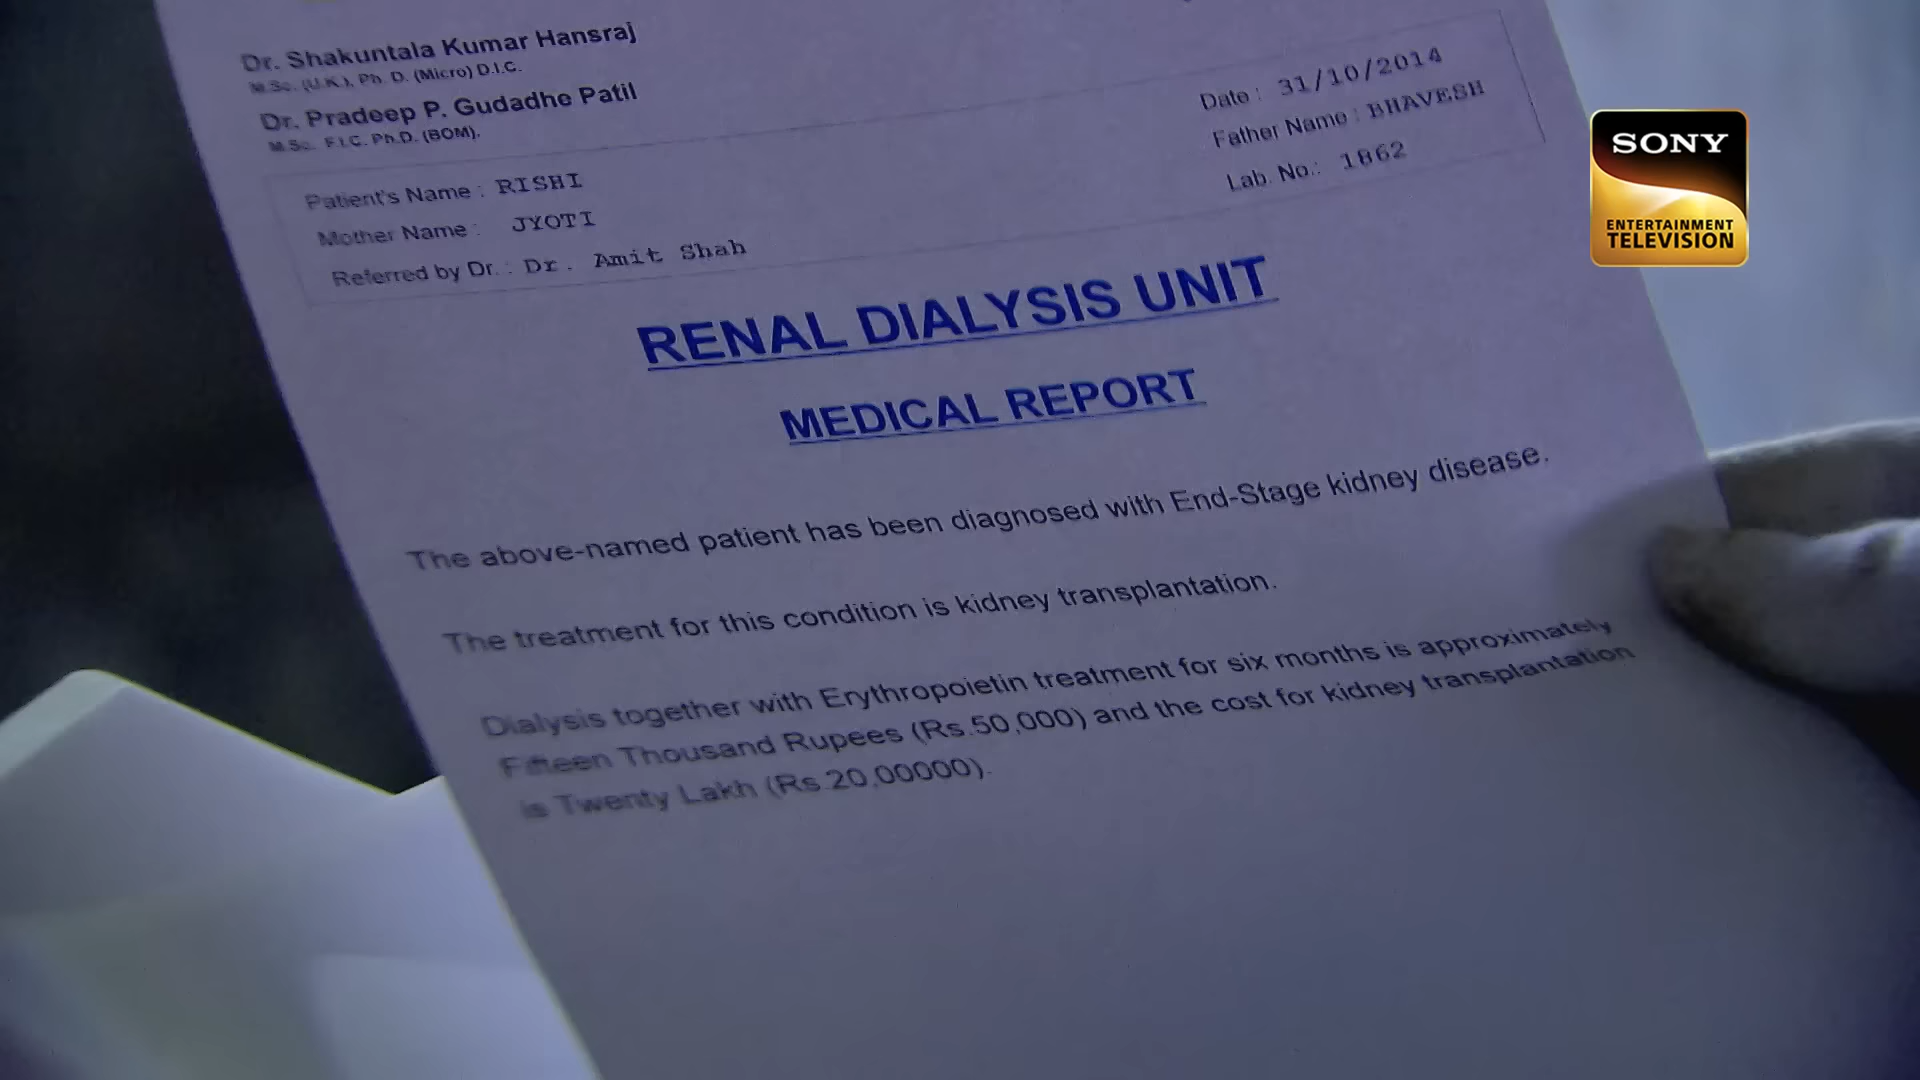 Dr. Shakuntala Kumar Hansraj
M.Sc. (U.K.), Ph. D. (Micro) D.I.C.
Dr. Pradeep P. Gudadhe Patil
M.Sc. F.I.C. Ph.D. (BOM).
Date : 31/10/2014
Patient's Name : RISHI
Father Name : BHAVESH
Mother Name : JYOTI
Lab. No.: 1862
Referred by Dr. : Dr. Amit Shah
RENAL DIALYSIS UNIT
MEDICAL REPORT
The above-named patient has been diagnosed with End-Stage kidney disease.
The treatment for this condition is kidney transplantation.
Dialysis together with Erythropoietin treatment for six months is approximately
Fifteen Thousand Rupees (Rs.50,000) and the cost for kidney transplantation
is Twenty Lakh (Rs.20,00000).
SONY
ENTERTAINMENT
TELEVISION